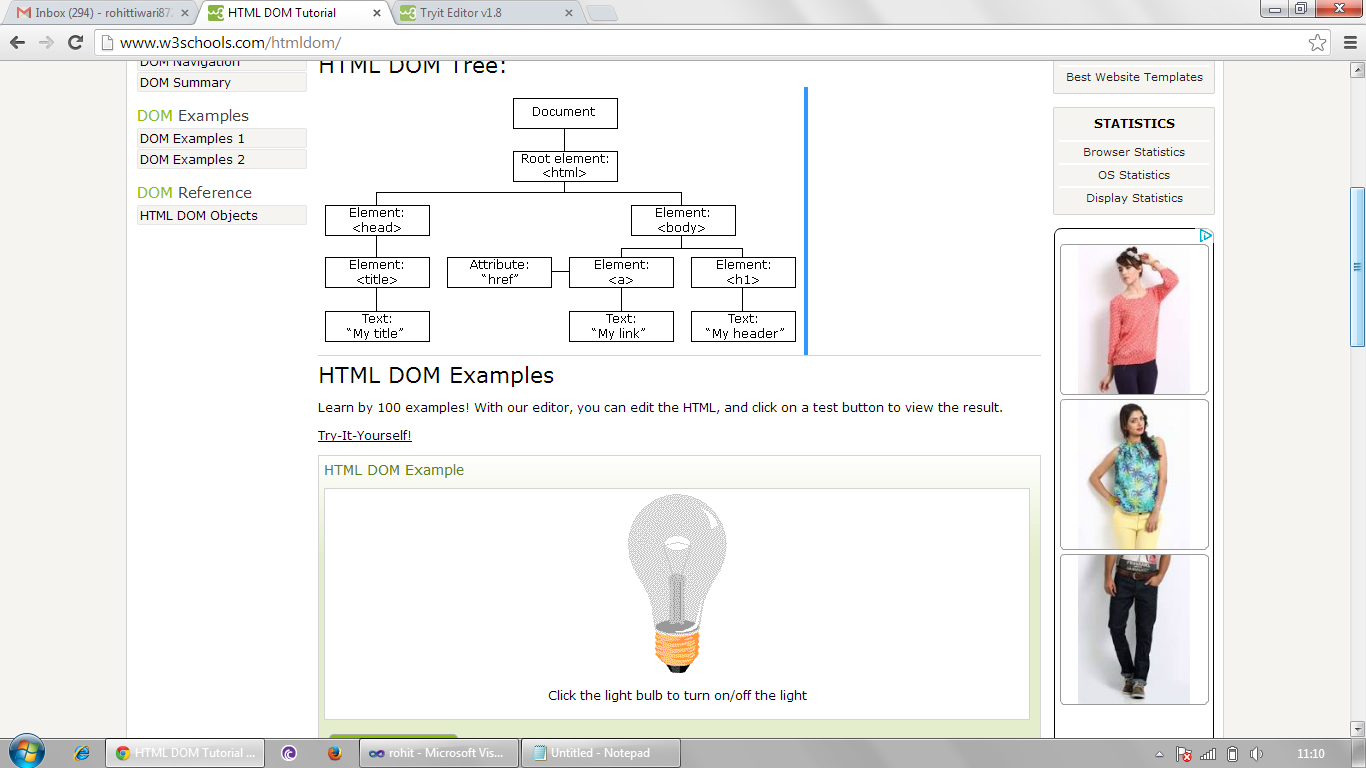 Inbox (294) - rohittiwari87
HTML DOM Tutorial
Tryit Editor v1.8
www.w3schools.com/htmldom/
DOM Navigation
DOM Summary
DOM Examples
DOM Examples 1
DOM Examples 2
DOM Reference
HTML DOM Objects
HTML DOM Tree:
Document
Root element:
<html>
Element:
<head>
Element:
<body>
Element:
<title>
Attribute:
“href”
Element:
<a>
Element:
<h1>
Text:
“My title”
Text:
“My link”
Text:
“My header”
HTML DOM Examples
Learn by 100 examples! With our editor, you can edit the HTML, and click on a test button to view the result.
Try-It-Yourself!
HTML DOM Example
Click the light bulb to turn on/off the light
Best Website Templates
STATISTICS
Browser Statistics
OS Statistics
Display Statistics
HTML DOM Tutorial ...
rohit - Microsoft Vis...
Untitled - Notepad
11:10